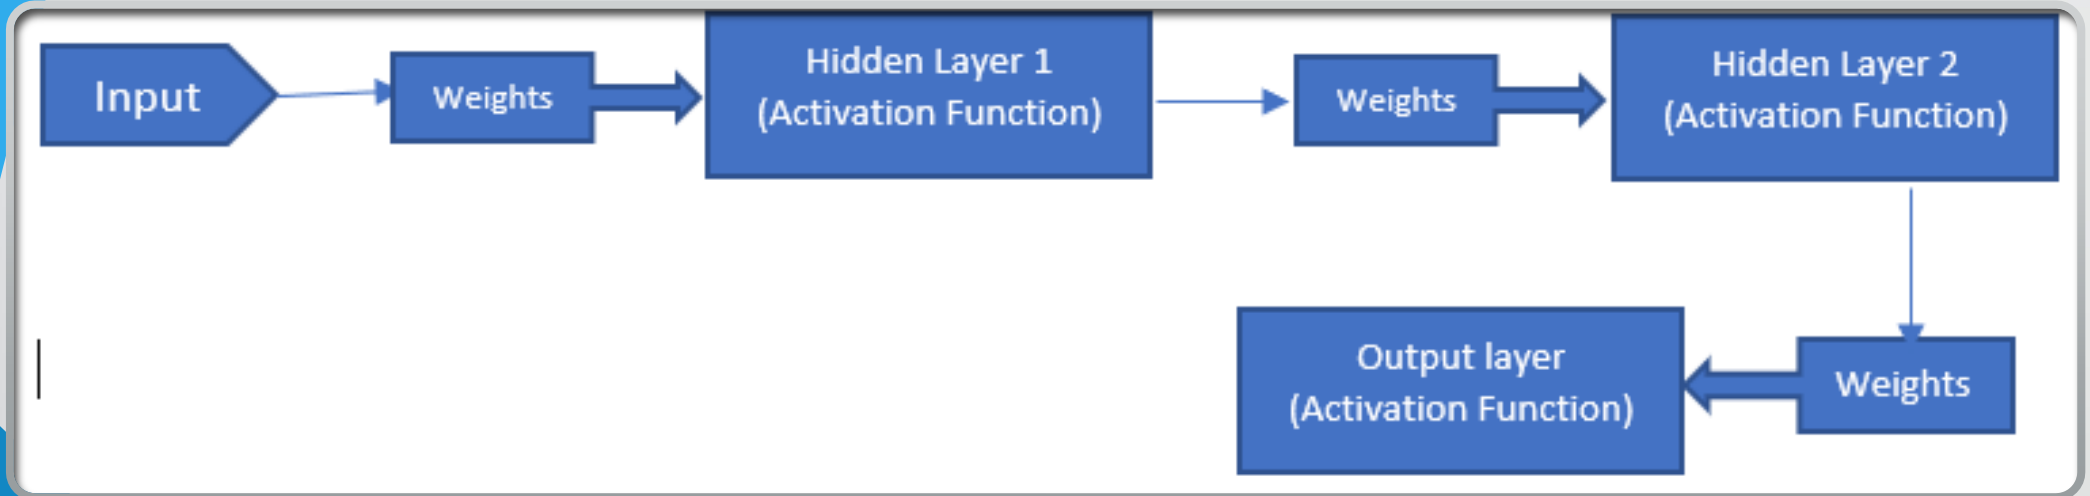 Input
Weights
Hidden Layer 1
(Activation Function)
Weights
Hidden Layer 2
(Activation Function)
Output layer
(Activation Function)
Weights